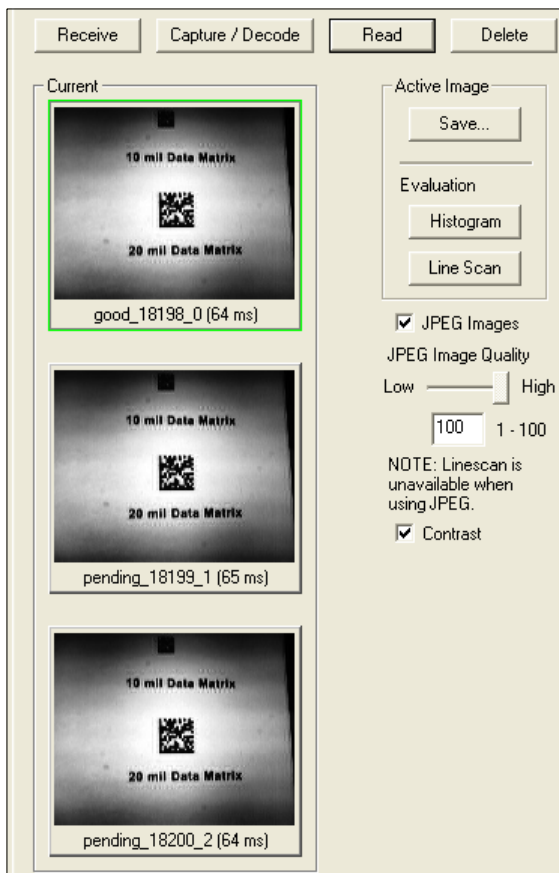 Receive
Capture / Decode
Read
Delete
Current
10 mil Data Matrix
20 mil Data Matrix
good_18198_0 (64 ms)
10 mil Data Matrix
20 mil Data Matrix
pending_18199_1 (65 ms)
10 mil Data Matrix
20 mil Data Matrix
pending_18200_2 (64 ms)
Active Image
Save...
Evaluation
Histogram
Line Scan
JPEG Images
JPEG Image Quality
Low High
100 1 - 100
NOTE: Linescan is
unavailable when
using JPEG.
Contrast